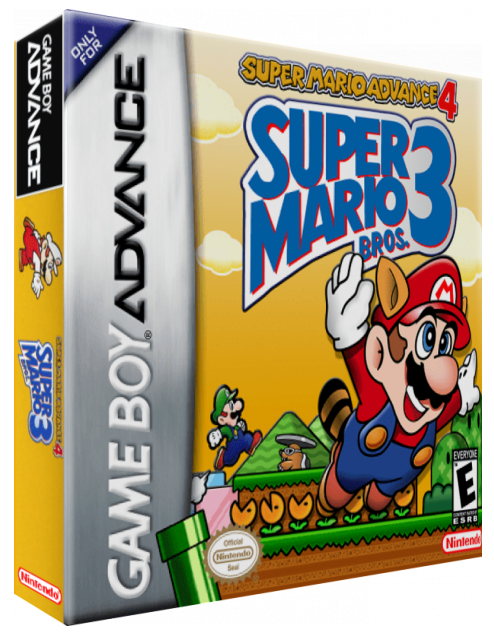 GAME BOY
ADVANCE
SUPER
MARIO
BROS.
3
Nintendo
ONLY
FOR
GAME BOY ADVANCE
SUPER MARIO ADVANCE 4
SUPER
MARIO 3
BROS.
M
EVERYONE
E
CONTENT RATED BY
ESRB
Official
Nintendo
Seal
Nintendo